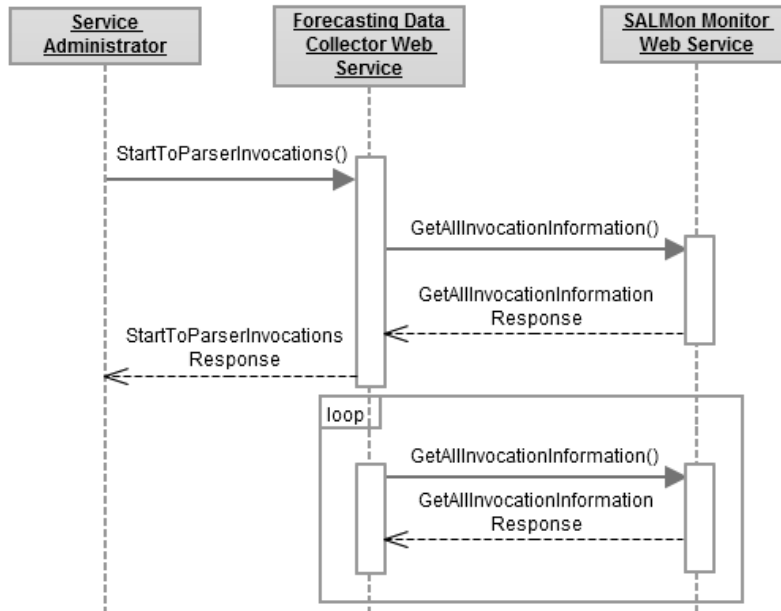 Service
Administrator
Forecasting Data
Collector Web
Service
SALMon Monitor
Web Service
StartToParserInvocations()
GetAllInvocationInformation()
GetAllInvocationInformation
Response
StartToParserInvocations
Response
loop
GetAllInvocationInformation()
GetAllInvocationInformation
Response